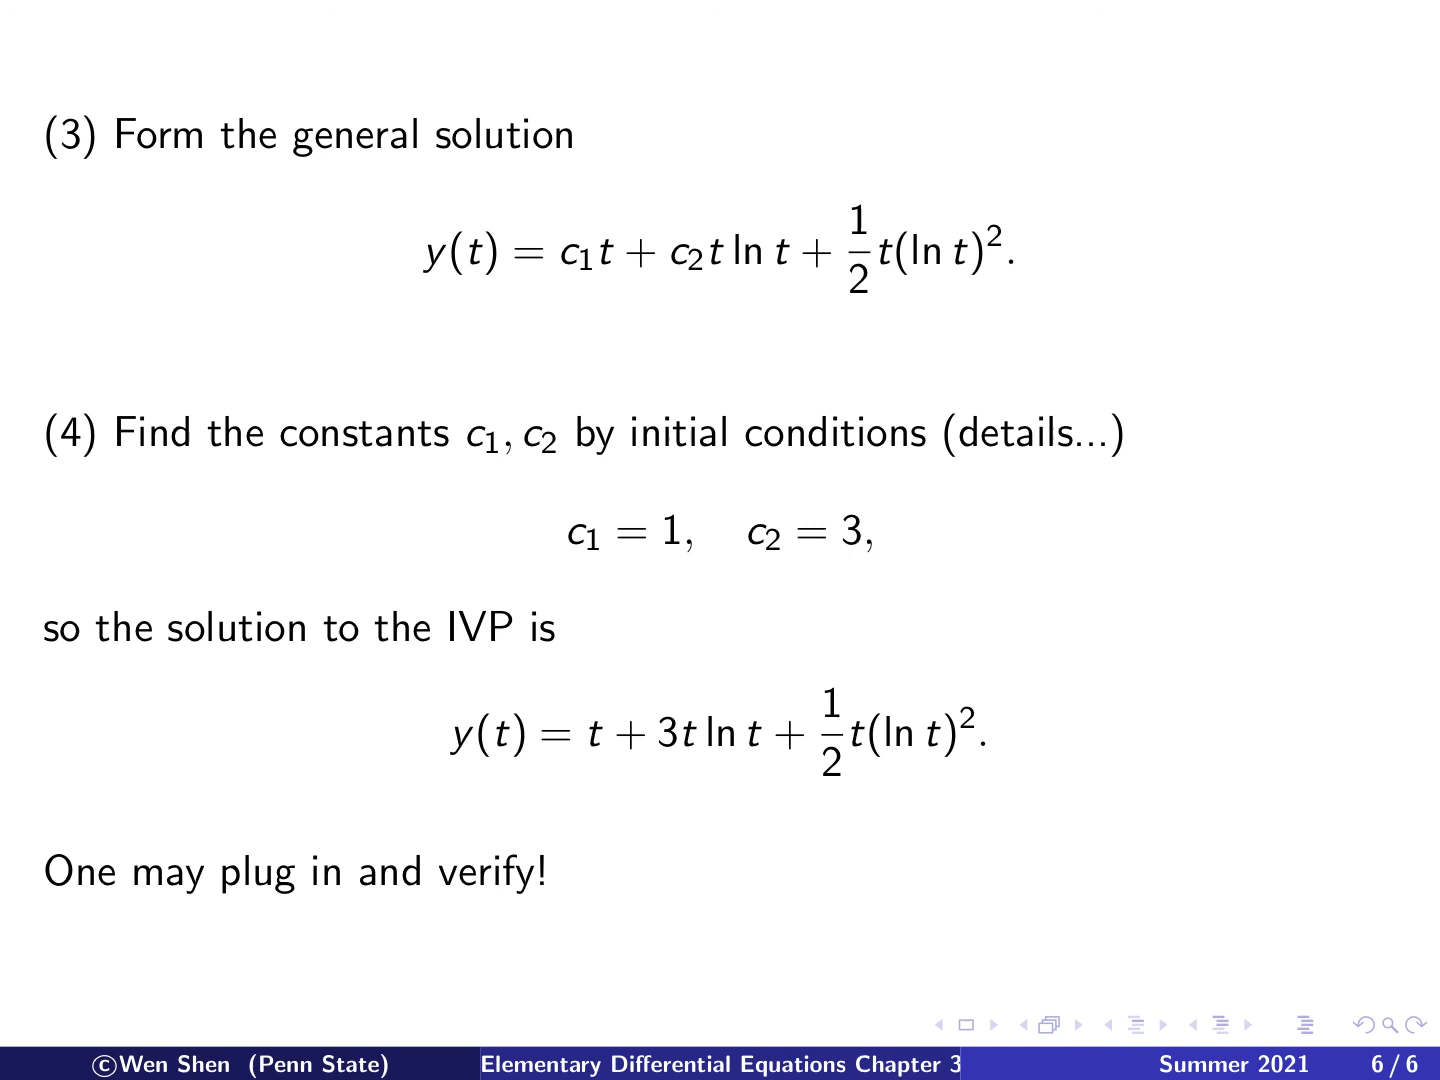 (3) Form the general solution
y(t) = c₁t + c₂t ln t + 1/2 t(ln t)².
(4) Find the constants c₁, c₂ by initial conditions (details...)
c₁ = 1, c₂ = 3,
so the solution to the IVP is
y(t) = t + 3t ln t + 1/2 t(ln t)².
One may plug in and verify!
©Wen Shen (Penn State) Elementary Differential Equations Chapter 3 Summer 2021 6 / 6